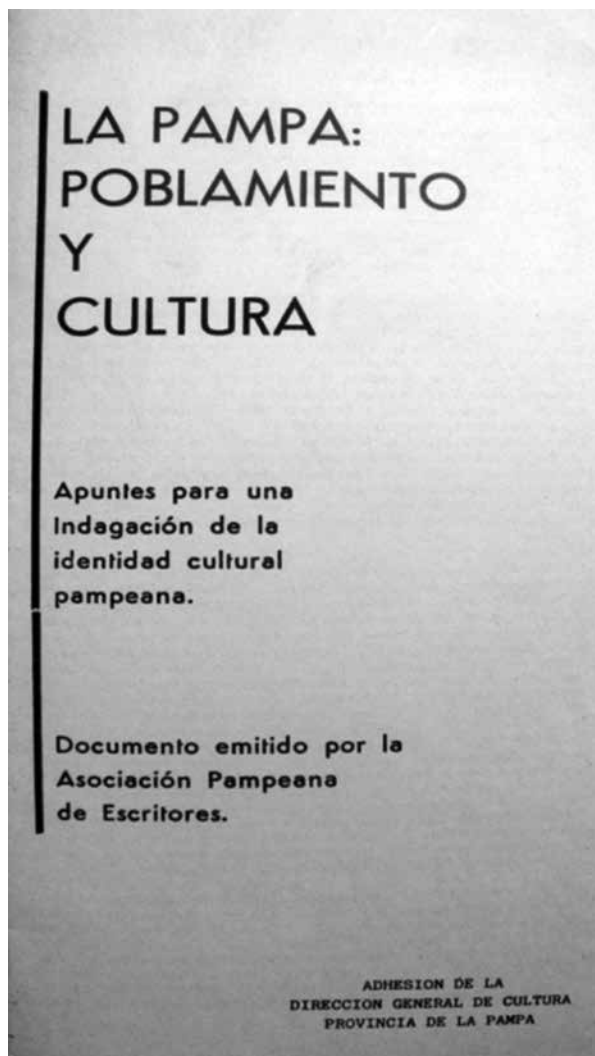 LA PAMPA:
POBLAMIENTO
Y
CULTURA
Apuntes para una
Indagación de la
identidad cultural
pampeana.
Documento emitido por la
Asociación Pampeana
de Escritores.
ADHESION DE LA
DIRECCION GENERAL DE CULTURA
PROVINCIA DE LA PAMPA